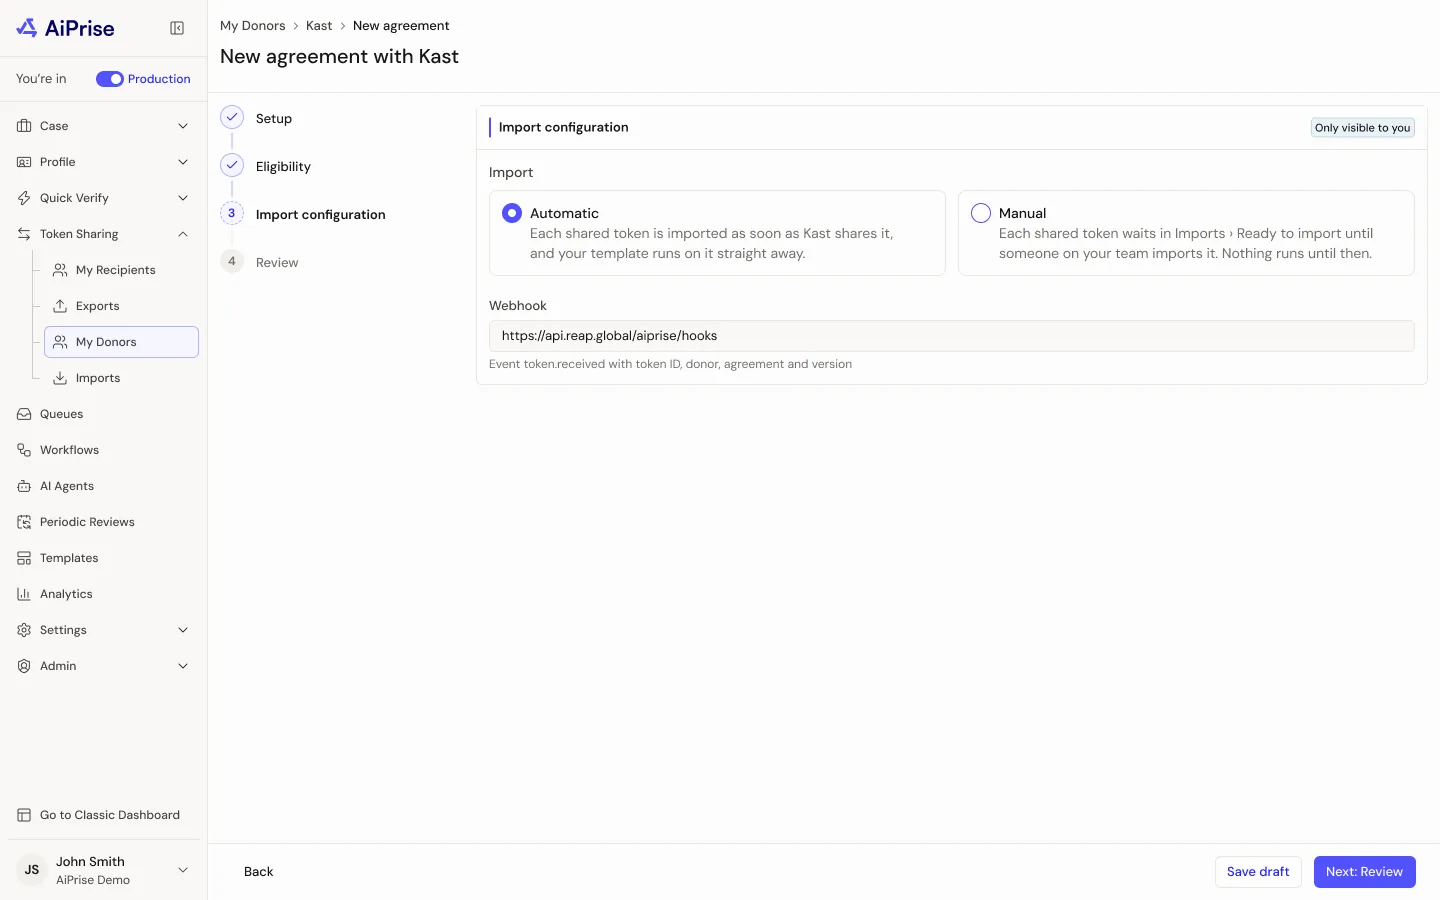 AiPrise
You're in
Production
Case
Profile
Quick Verify
Token Sharing
My Recipients
Exports
My Donors
Imports
Queues
Workflows
AI Agents
Periodic Reviews
Templates
Analytics
Settings
Admin
Go to Classic Dashboard
JS
John Smith
AiPrise Demo
My Donors › Kast › New agreement
New agreement with Kast
Setup
Eligibility
3 Import configuration
4 Review
Import configuration
Only visible to you
Import
Automatic
Each shared token is imported as soon as Kast shares it,
and your template runs on it straight away.
Manual
Each shared token waits in Imports › Ready to import until
someone on your team imports it. Nothing runs until then.
Webhook
https://api.reap.global/aiprise/hooks
Event token.received with token ID, donor, agreement and version
Back
Save draft
Next: Review